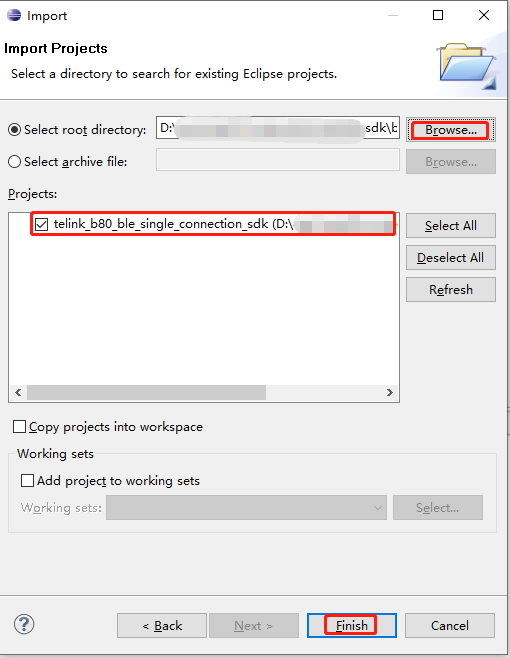 Import
Import Projects
Select a directory to search for existing Eclipse projects.
Select root directory: D:\ sdk\b Browse...
Select archive file: Browse...
Projects:
telink_b80_ble_single_connection_sdk (D:\
Select All
Deselect All
Refresh
Copy projects into workspace
Working sets
Add project to working sets
Working sets: Select...
? < Back Next > Finish Cancel